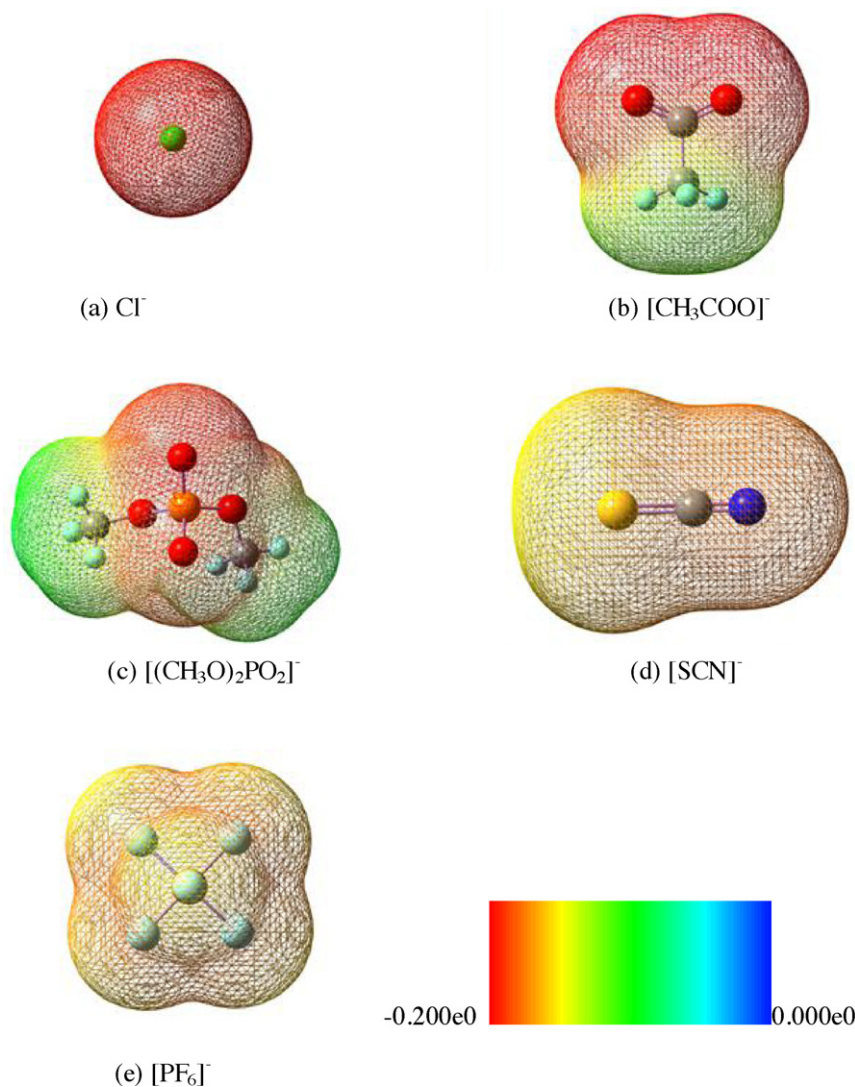 (a) Cl⁻
(b) [CH₃COO]⁻
(c) [(CH₃O)₂PO₂]⁻
(d) [SCN]⁻
-0.200e0
0.000e0
(e) [PF₆]⁻